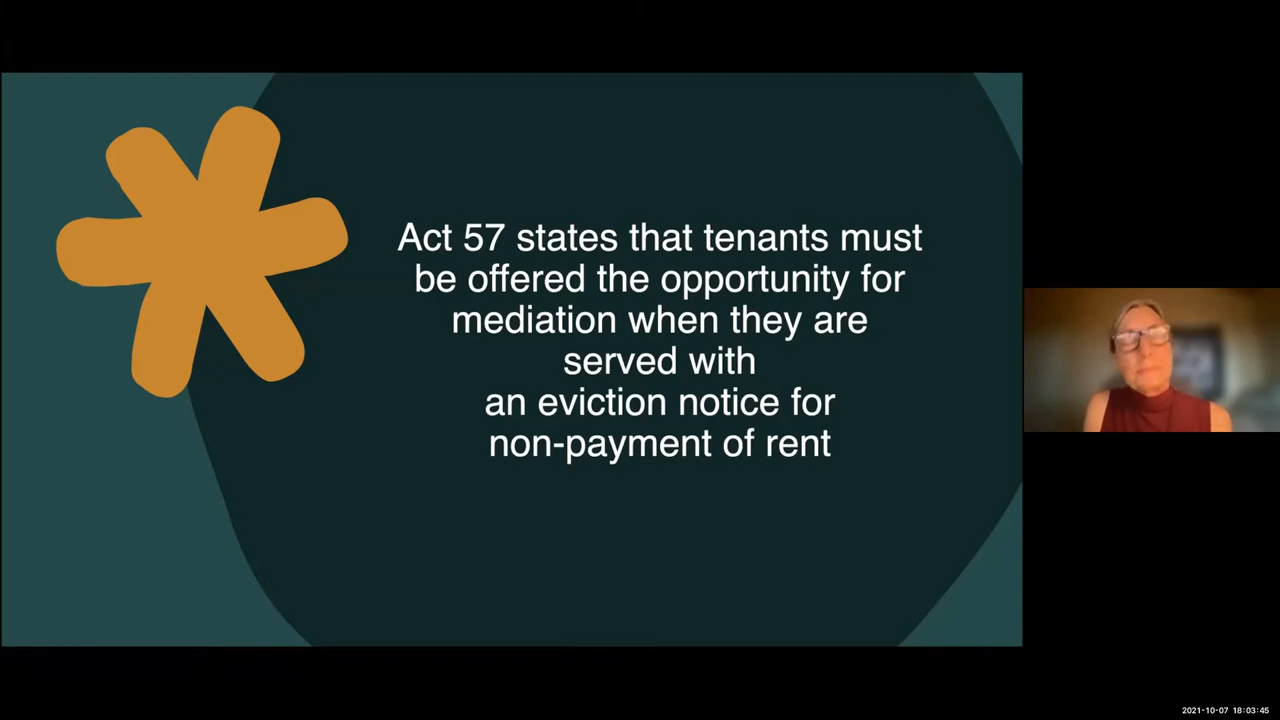 Act 57 states that tenants must
be offered the opportunity for
mediation when they are
served with
an eviction notice for
non-payment of rent
2021-10-07 18:03:45